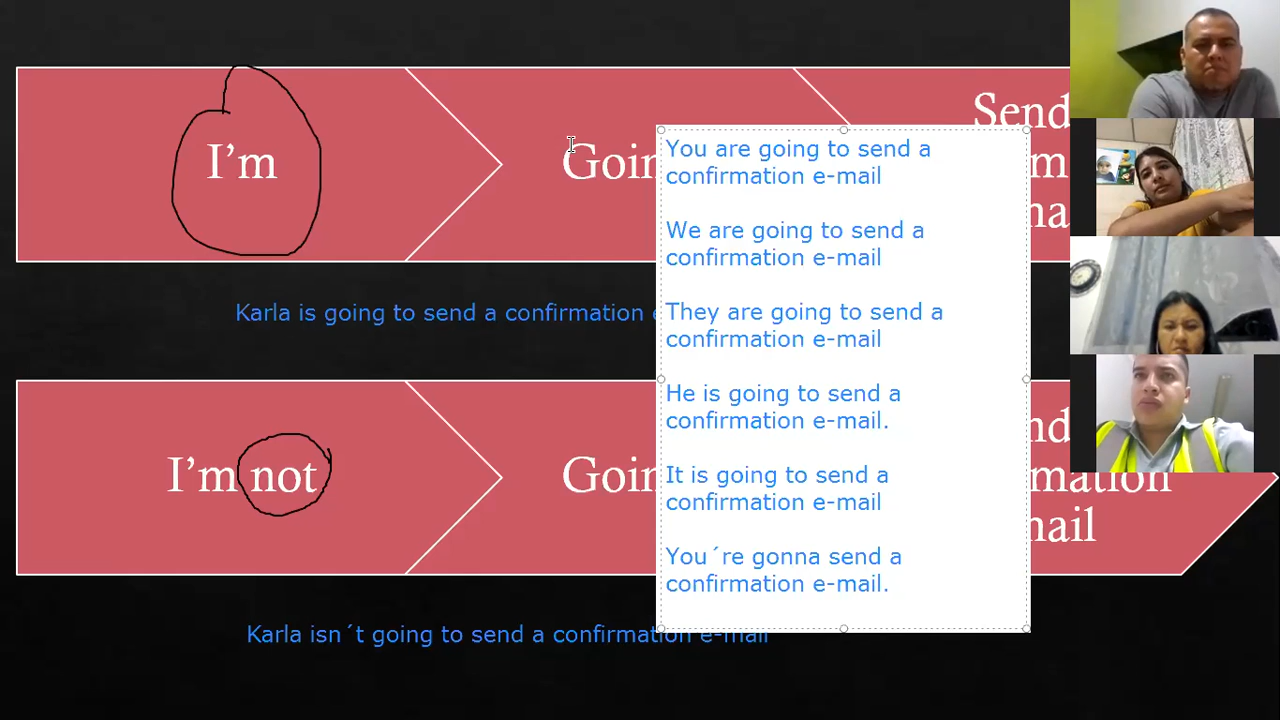 I'm
Goin
Send
m
na
You are going to send a
confirmation e-mail
We are going to send a
confirmation e-mail
They are going to send a
confirmation e-mail
He is going to send a
confirmation e-mail.
It is going to send a
confirmation e-mail
You´re gonna send a
confirmation e-mail.
Karla is going to send a confirmation
I'm not
Goin
nd
mation
nail
Karla isn´t going to send a confirmation e-mail